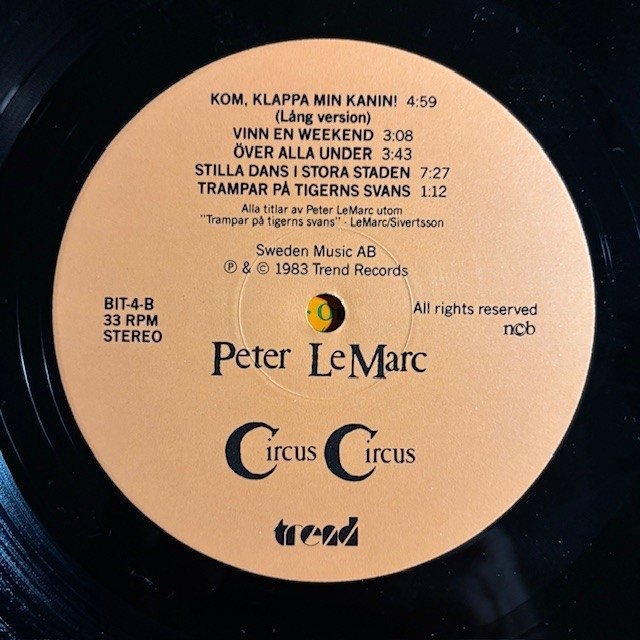 KOM, KLAPPA MIN KANIN! 4:59
(Lång version)
VINN EN WEEKEND 3:08
ÖVER ALLA UNDER 3:43
STILLA DANS I STORA STADEN 7:27
TRAMPAR PÅ TIGERNS SVANS 1:12
Alla titlar av Peter LeMarc utom
"Trampar på tigerns svans" - LeMarc/Sivertsson
Sweden Music AB
Ⓟ & © 1983 Trend Records
BIT-4-B
33 RPM
STEREO
All rights reserved
ncb
Peter LeMarc
Circus Circus
trend